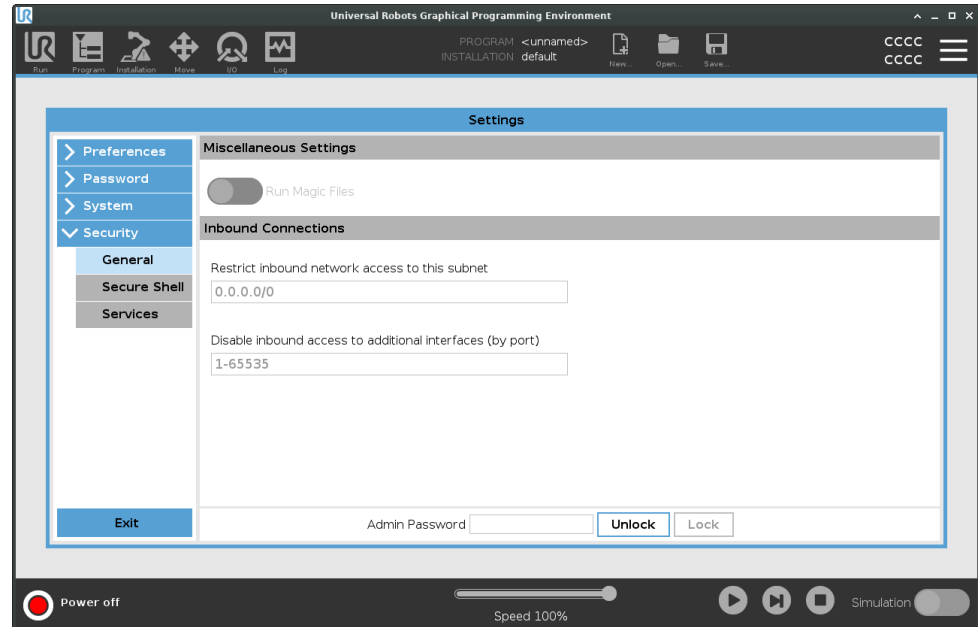 UR
Universal Robots Graphical Programming Environment
UR
Run
Program
Installation
Move
I/O
Log
PROGRAM <unnamed>
INSTALLATION default
New...
Open...
Save...
CCCC
CCCC
Settings
Preferences
Password
System
Security
General
Secure Shell
Services
Exit
Miscellaneous Settings
Run Magic Files
Inbound Connections
Restrict inbound network access to this subnet
0.0.0.0/0
Disable inbound access to additional interfaces (by port)
1-65535
Admin Password
Unlock
Lock
Power off
Speed 100%
Simulation